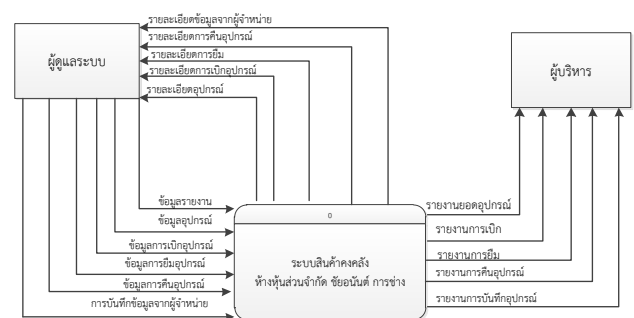 รายละเอียดข้อมูลจากผู้จำหน่าย
รายละเอียดการคืนอุปกรณ์
รายละเอียดการยืม
รายละเอียดการเบิกอุปกรณ์
รายละเอียดอุปกรณ์
ผู้ดูแลระบบ
ผู้บริหาร
ข้อมูลรายงาน
ข้อมูลอุปกรณ์
ข้อมูลการเบิกอุปกรณ์
ข้อมูลการยืมอุปกรณ์
ข้อมูลการคืนอุปกรณ์
การบันทึกข้อมูลจากผู้จำหน่าย
0
ระบบสินค้าคงคลัง
ห้างหุ้นส่วนจำกัด ชัยอนันต์ การช่าง
รายงานยอดอุปกรณ์
รายงานการเบิก
รายงานการยืม
รายงานการคืนอุปกรณ์
รายงานการบันทึกอุปกรณ์